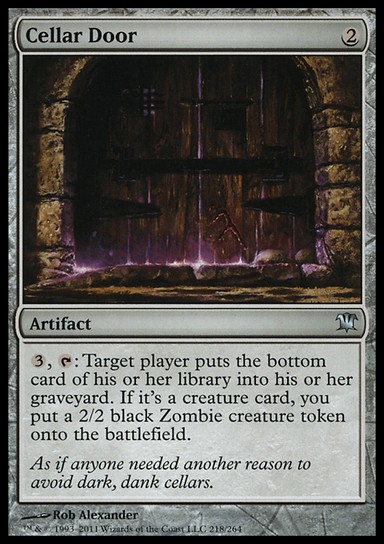 Cellar Door 2
Artifact
3, : Target player puts the bottom
card of his or her library into his or her
graveyard. If it's a creature card, you
put a 2/2 black Zombie creature token
onto the battlefield.
As if anyone needed another reason to
avoid dark, dank cellars.
Rob Alexander
™ & © 1993–2011 Wizards of the Coast LLC 218/264